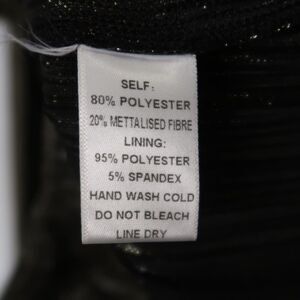 SELF:
80% POLYESTER
20% METTALISED FIBRE
LINING:
95% POLYESTER
5% SPANDEX
HAND WASH COLD
DO NOT BLEACH
LINE DRY